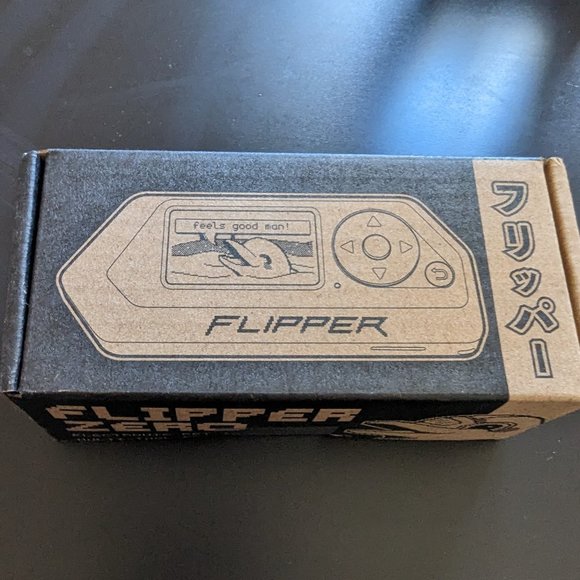 feels good man!
FLIPPER
フリッパー
FLIPPER
ZERO